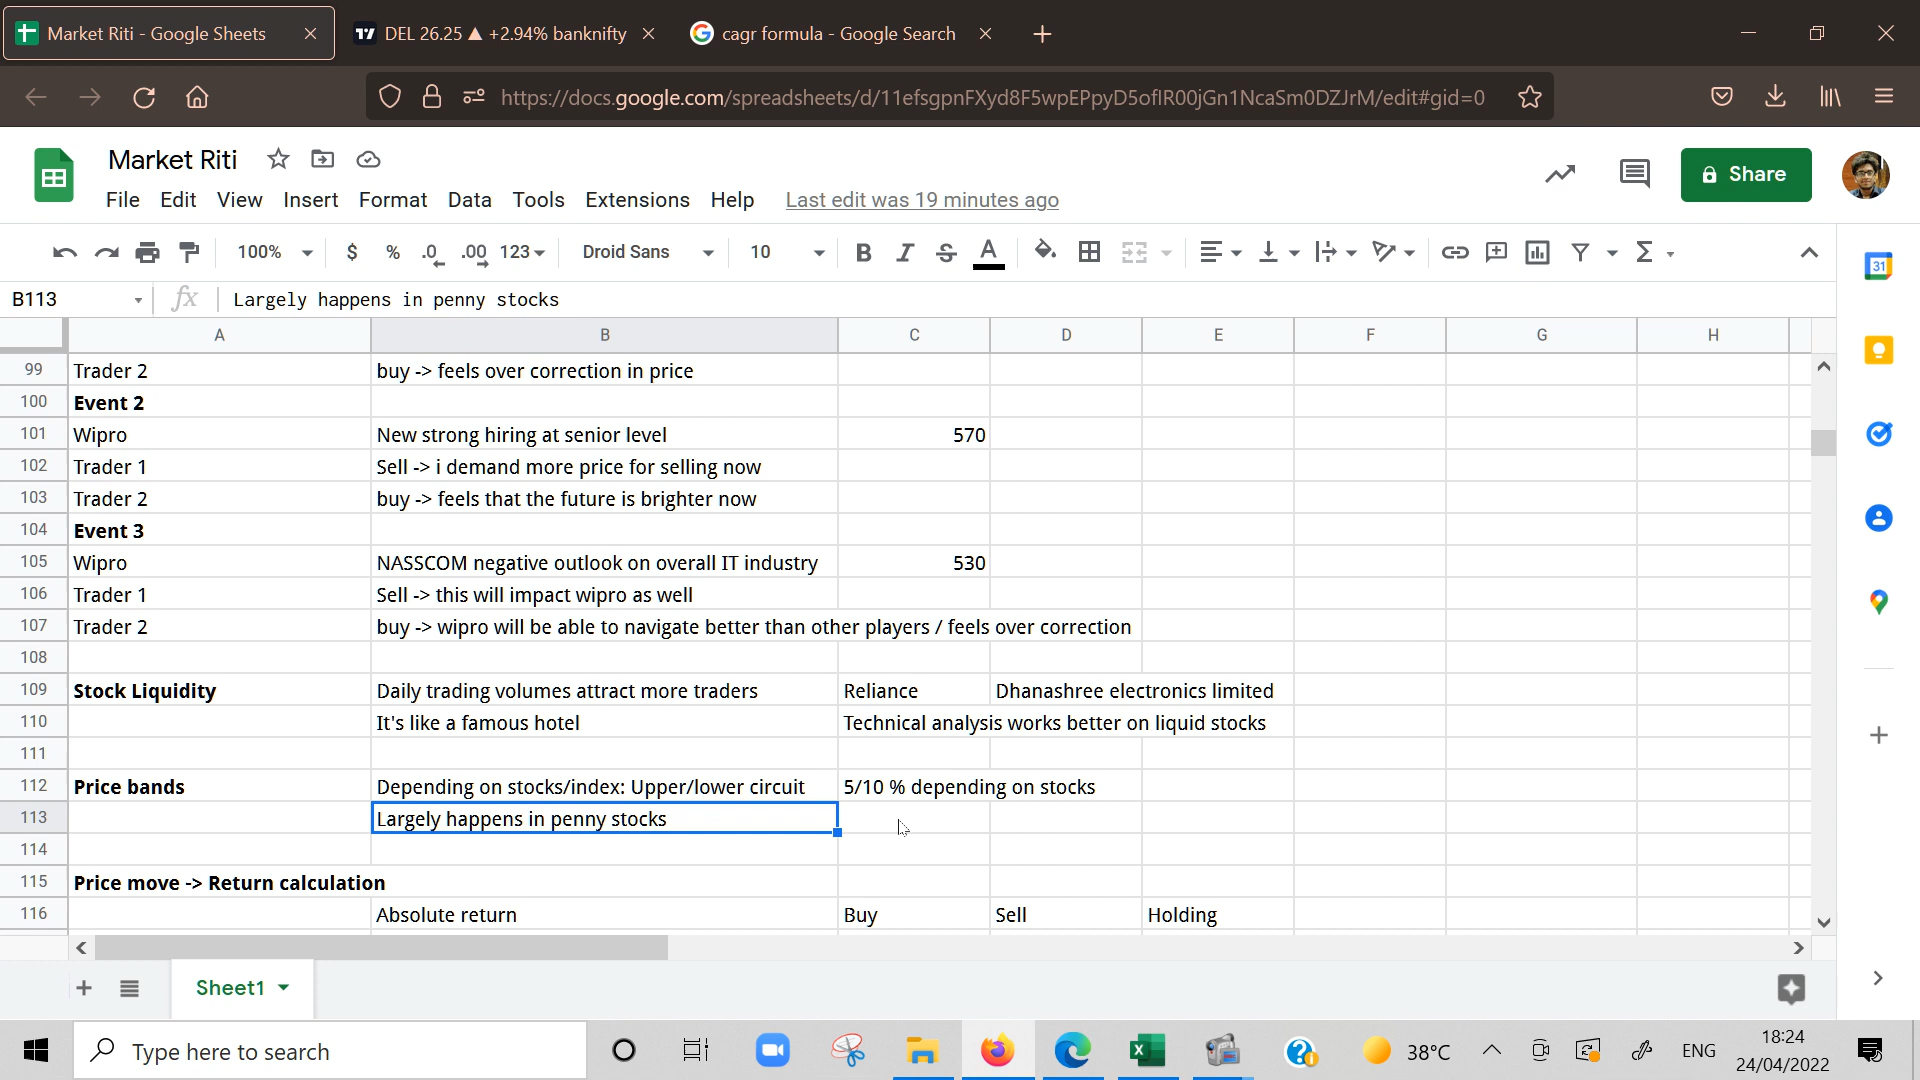 Market Riti - Google Sheets
DEL 26.25 ▲ +2.94% banknifty
cagr formula - Google Search
https://docs.google.com/spreadsheets/d/11efsgpnFXyd8F5wpEPpyD5oflR00jGn1NcaSm0DZJrM/edit#gid=0
Market Riti
Share
File Edit View Insert Format Data Tools Extensions Help Last edit was 19 minutes ago
100% $ % .0 .00 123 Droid Sans 10 B I S A
B113 fx Largely happens in penny stocks
A B C D E F G H
99 Trader 2 buy -> feels over correction in price
100 Event 2
101 Wipro New strong hiring at senior level 570
102 Trader 1 Sell -> i demand more price for selling now
103 Trader 2 buy -> feels that the future is brighter now
104 Event 3
105 Wipro NASSCOM negative outlook on overall IT industry 530
106 Trader 1 Sell -> this will impact wipro as well
107 Trader 2 buy -> wipro will be able to navigate better than other players / feels over correction
108
109 Stock Liquidity Daily trading volumes attract more traders Reliance Dhanashree electronics limited
110 It's like a famous hotel Technical analysis works better on liquid stocks
111
112 Price bands Depending on stocks/index: Upper/lower circuit 5/10 % depending on stocks
113 Largely happens in penny stocks
114
115 Price move -> Return calculation
116 Absolute return Buy Sell Holding
Sheet1
Type here to search
38°C
ENG
18:24
24/04/2022